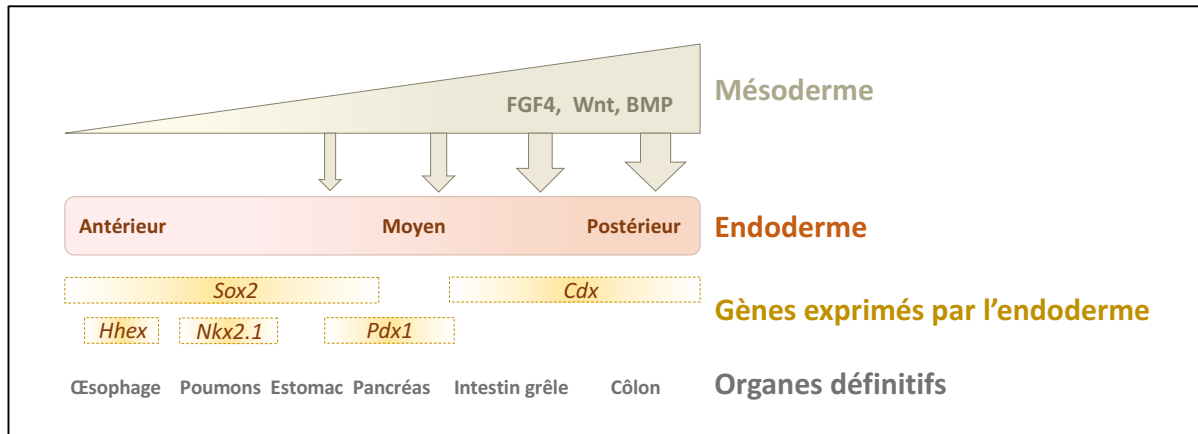 Mésoderme
FGF4, Wnt, BMP
Antérieur Moyen Postérieur Endoderme
Sox2 Cdx
Gènes exprimés par l'endoderme
Hhex Nkx2.1 Pdx1
Œsophage Poumons Estomac Pancréas Intestin grêle Côlon Organes définitifs